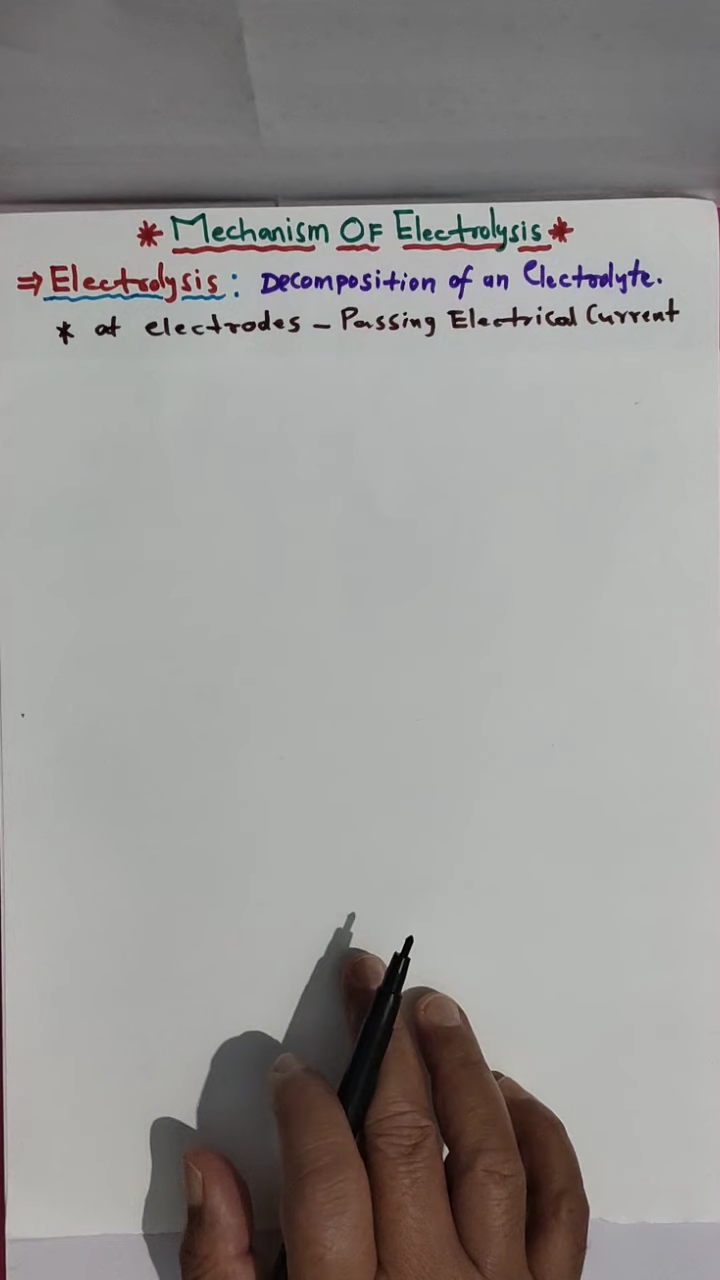 * Mechanism OF Electrolysis *
⇒ Electrolysis : Decomposition of an Electrolyte.
* at electrodes – Passing Electrical Current